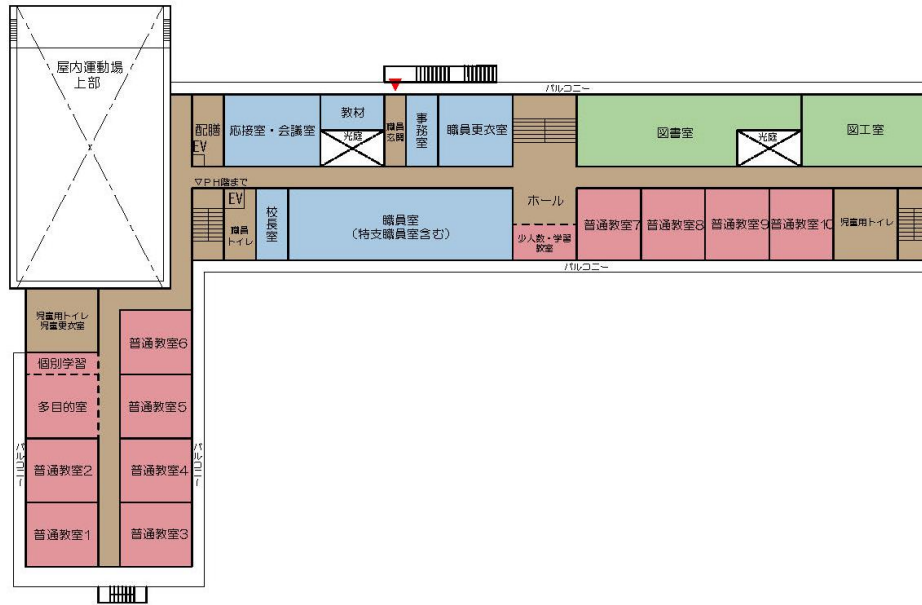 屋内運動場
上部
バルコニー
配膳
EV
応接室・会議室
教材
光庭
職員
玄関
事務室
職員更衣室
図書室
光庭
図工室
▽PH階まで
EV
職員
トイレ
校長室
職員室
(特支職員室含む)
ホール
少人数・学習
教室
普通教室7
普通教室8
普通教室9
普通教室10
児童用トイレ
バルコニー
児童用トイレ
児童更衣室
個別学習
多目的室
普通教室6
普通教室5
バルコニー
普通教室2
普通教室4
バルコニー
普通教室1
普通教室3